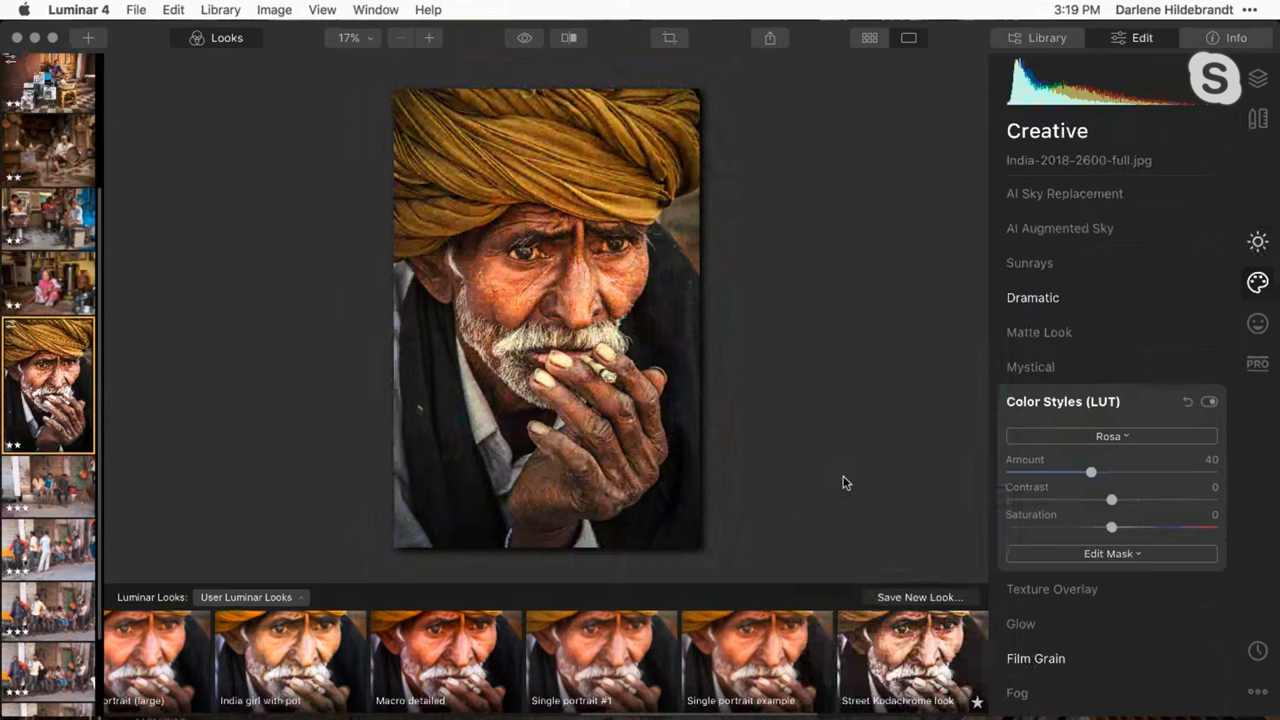 Luminar 4 File Edit Library Image View Window Help 3:19 PM Darlene Hildebrandt
Looks 17% Library Edit Info
S
Creative
India-2018-2600-full.jpg
AI Sky Replacement
AI Augmented Sky
Sunrays
Dramatic
Matte Look
Mystical
PRO
Color Styles (LUT)
Rosa
Amount 40
Contrast 0
Saturation 0
Edit Mask
Texture Overlay
Glow
Film Grain
Fog
Luminar Looks: User Luminar Looks Save New Look...
ortrait (large) India girl with pot Macro detailed Single portrait #1 Single portrait example Street Kodachrome look